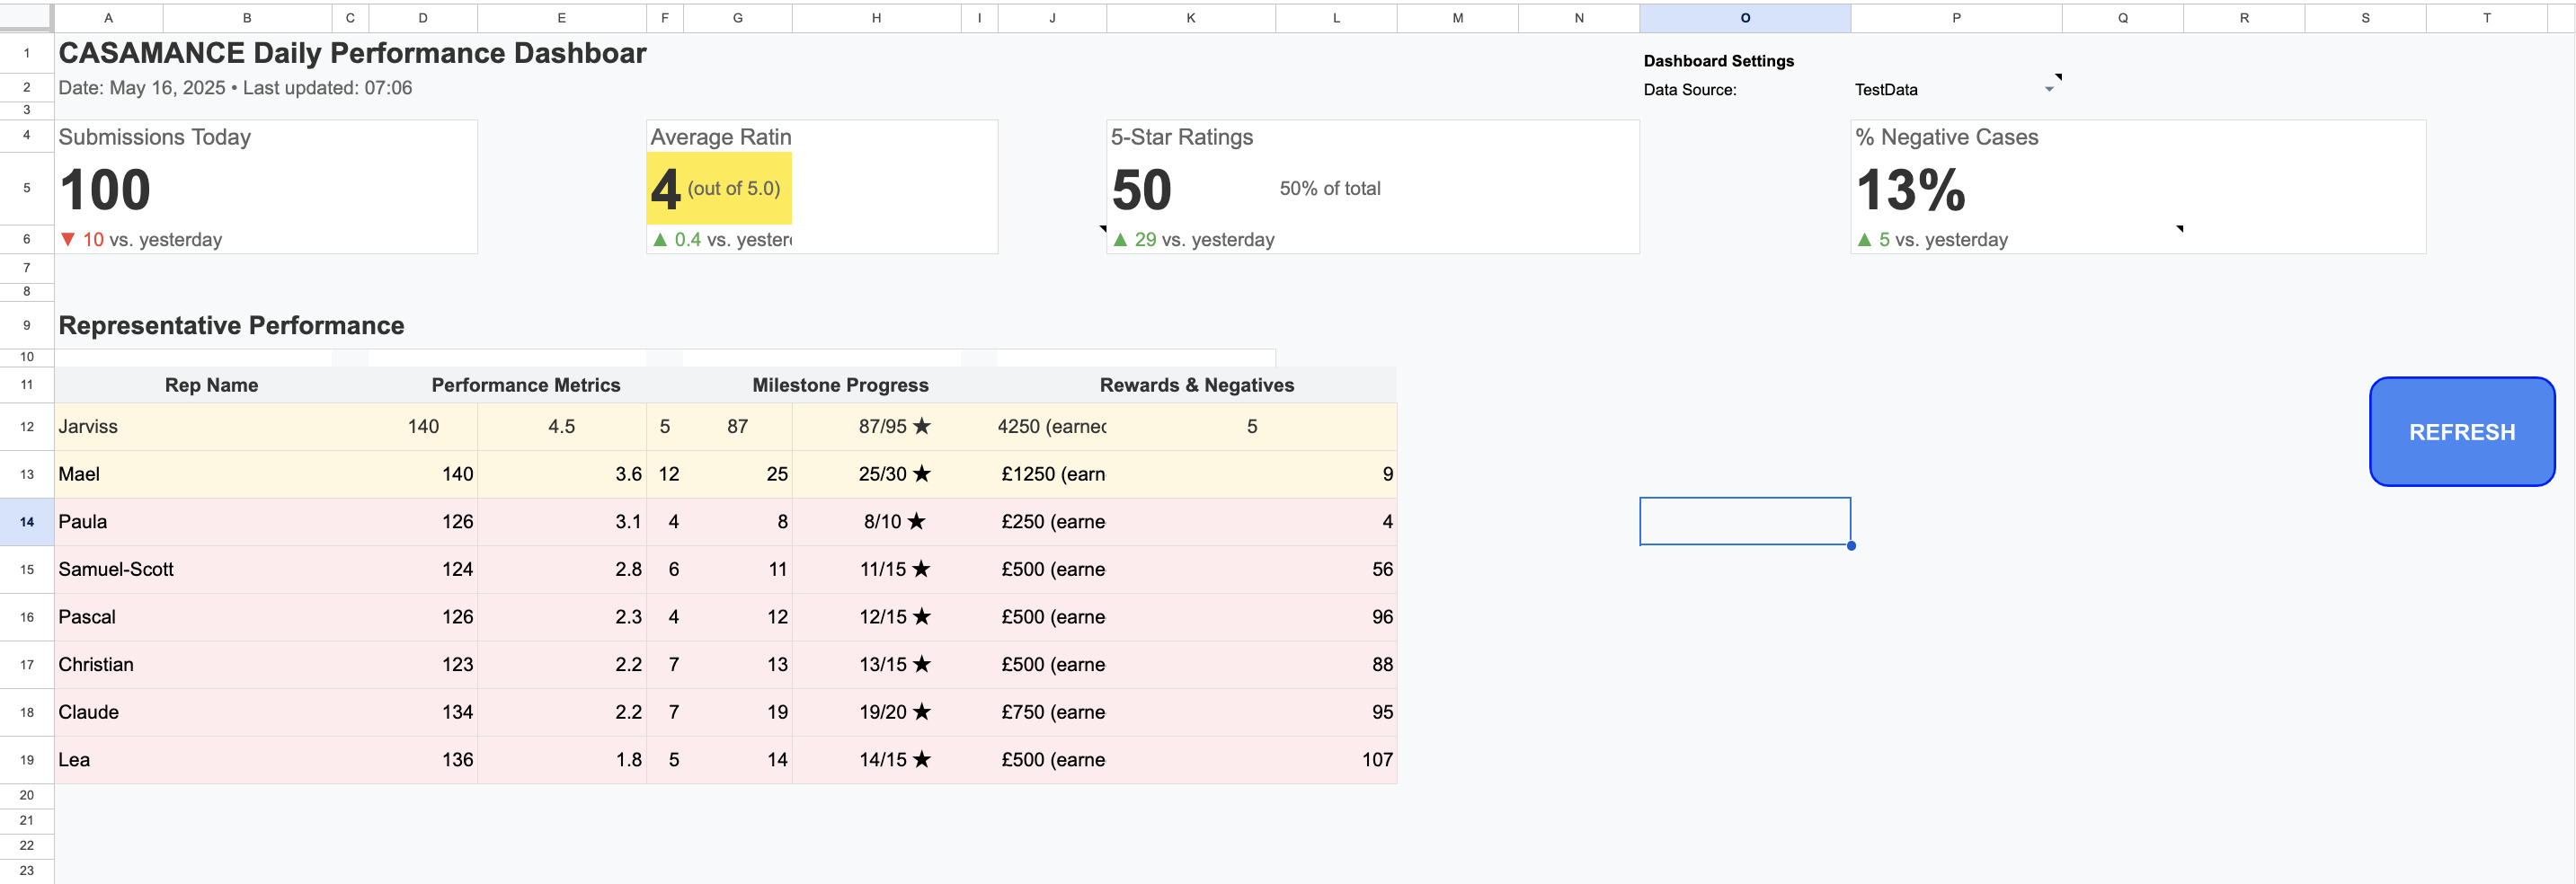 A B C D E F G H I J K L M N O P Q R S T
1 CASAMANCE Daily Performance Dashboar
Dashboard Settings
2 Date: May 16, 2025 • Last updated: 07:06 Data Source: TestData
3
4 Submissions Today Average Ratin 5-Star Ratings % Negative Cases
5 100 4 (out of 5.0) 50 50% of total 13%
6 ▼ 10 vs. yesterday ▲ 0.4 vs. yester ▲ 29 vs. yesterday ▲ 5 vs. yesterday
7
8
9 Representative Performance
10
11 Rep Name Performance Metrics Milestone Progress Rewards & Negatives
12 Jarviss 140 4.5 5 87 87/95 ★ 4250 (earned 5
REFRESH
13 Mael 140 3.6 12 25 25/30 ★ £1250 (earn 9
14 Paula 126 3.1 4 8 8/10 ★ £250 (earne 4
15 Samuel-Scott 124 2.8 6 11 11/15 ★ £500 (earne 56
16 Pascal 126 2.3 4 12 12/15 ★ £500 (earne 96
17 Christian 123 2.2 7 13 13/15 ★ £500 (earne 88
18 Claude 134 2.2 7 19 19/20 ★ £750 (earne 95
19 Lea 136 1.8 5 14 14/15 ★ £500 (earne 107
20
21
22
23